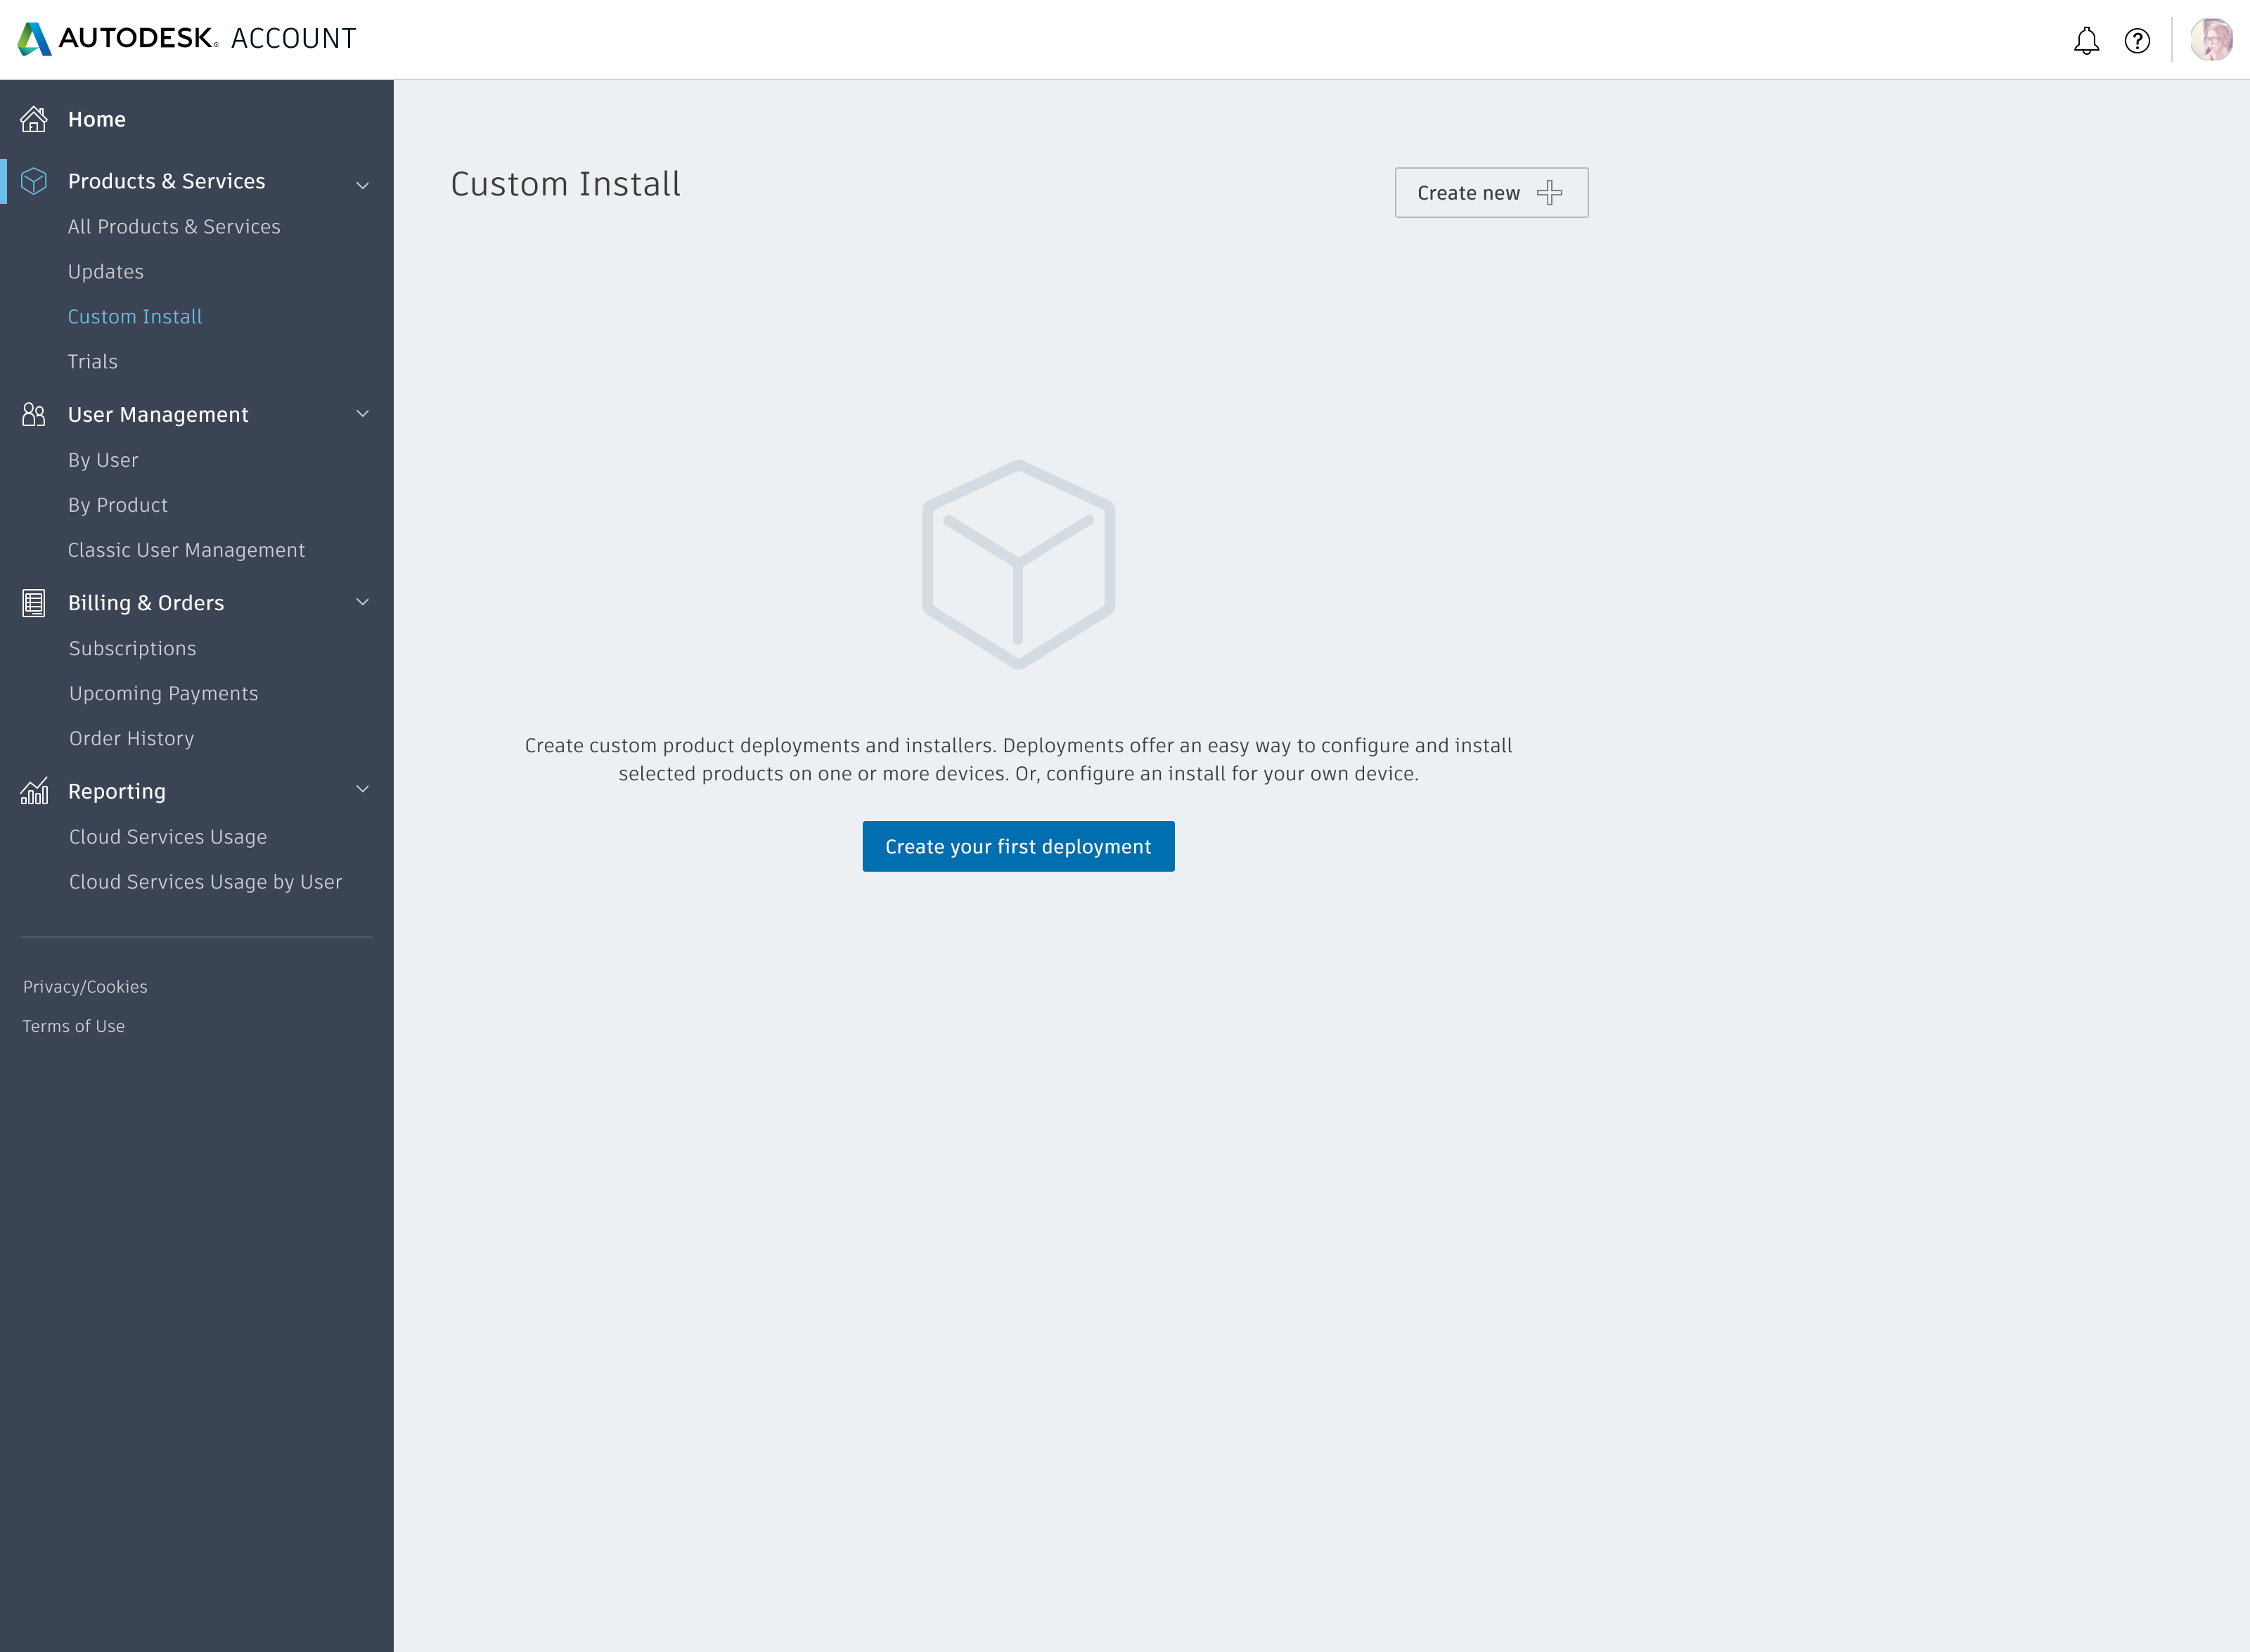 AUTODESK® ACCOUNT
Home
Products & Services
All Products & Services
Updates
Custom Install
Trials
User Management
By User
By Product
Classic User Management
Billing & Orders
Subscriptions
Upcoming Payments
Order History
Reporting
Cloud Services Usage
Cloud Services Usage by User
Privacy/Cookies
Terms of Use
Custom Install
Create new
Create custom product deployments and installers. Deployments offer an easy way to configure and install
selected products on one or more devices. Or, configure an install for your own device.
Create your first deployment